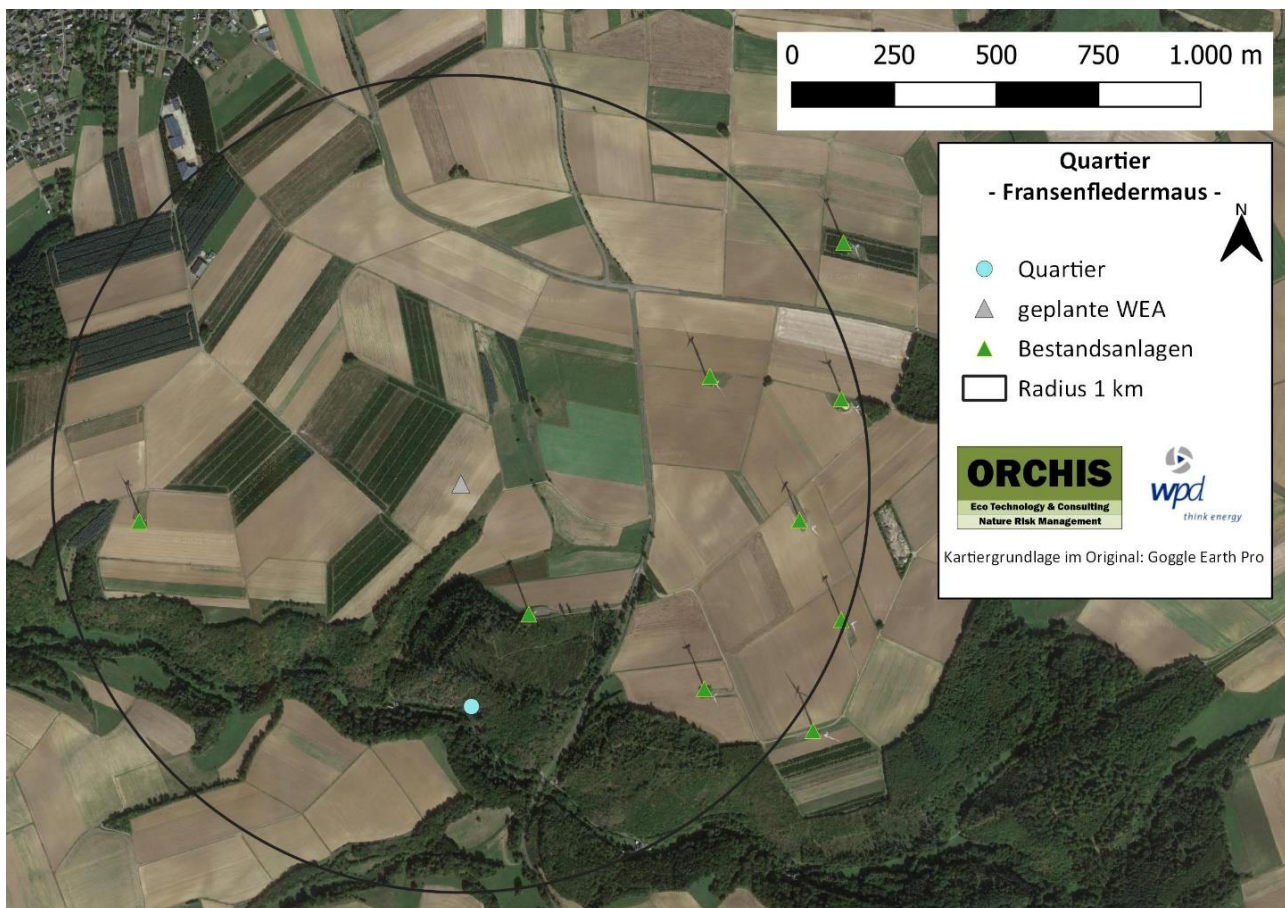 0 250 500 750 1.000 m
Quartier
- Fransenfledermaus -
N
Quartier
geplante WEA
Bestandsanlagen
Radius 1 km
ORCHIS
Eco Technology & Consulting
Nature Risk Management
wpd
think energy
Kartiergrundlage im Original: Goggle Earth Pro